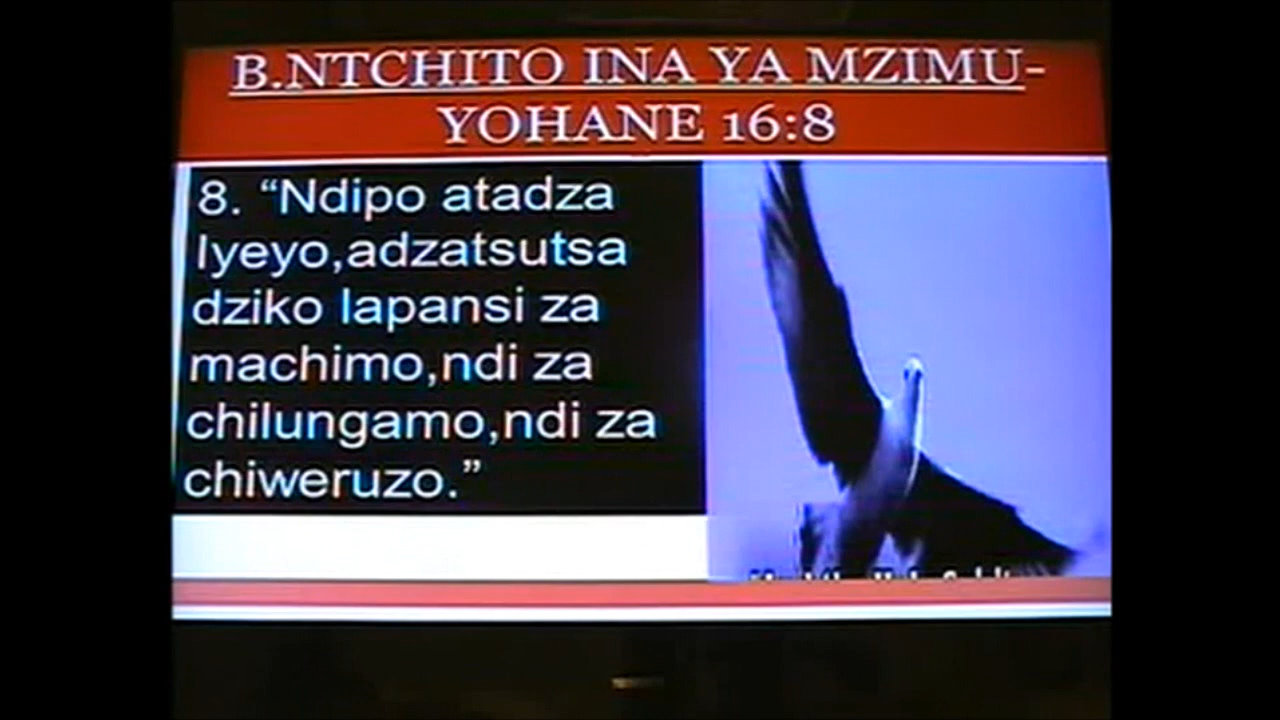 B.NTCHITO INA YA MZIMU-
YOHANE 16:8
8. “Ndipo atadza
Iyeyo,adzatsutsa
dziko lapansi za
machimo,ndi za
chilungamo,ndi za
chiweruzo.”